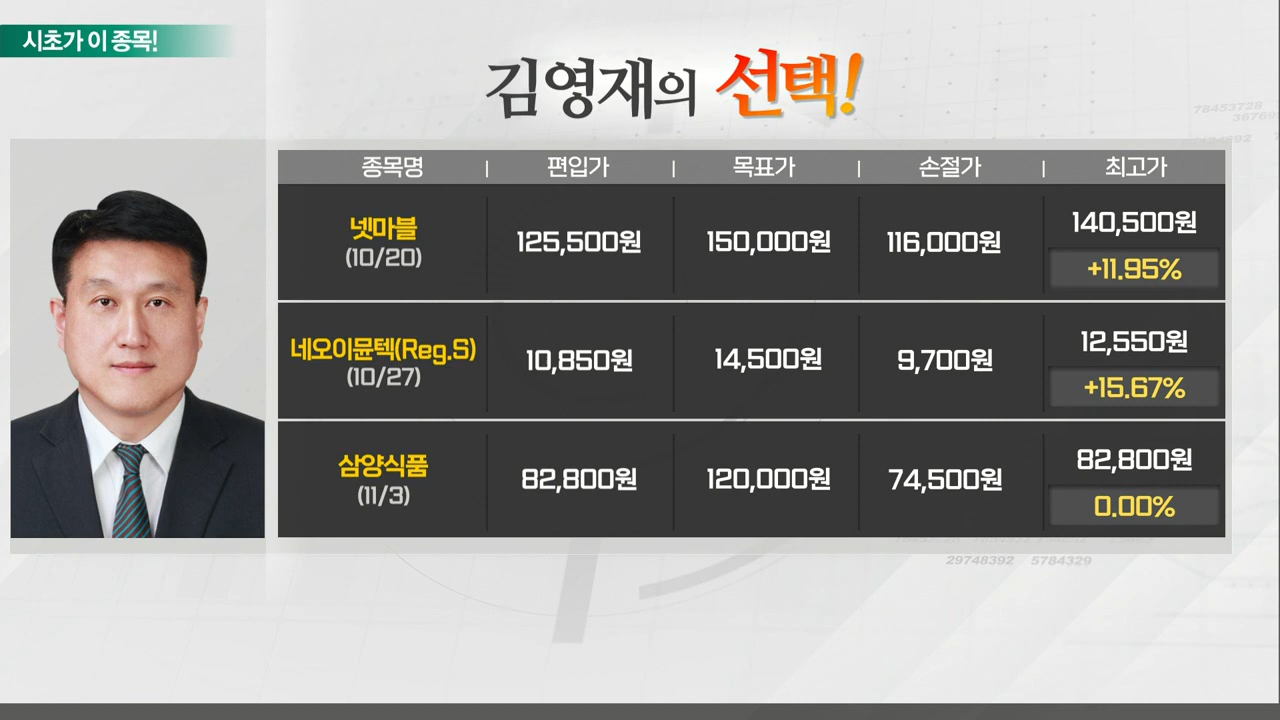 시초가 이 종목!
김영재의 선택!
종목명 | 편입가 | 목표가 | 손절가 | 최고가
넷마블 (10/20) 125,500원 150,000원 116,000원 140,500원 +11.95%
네오이뮨텍(Reg.S) (10/27) 10,850원 14,500원 9,700원 12,550원 +15.67%
삼양식품 (11/3) 82,800원 120,000원 74,500원 82,800원 0.00%
78453728
29748392 5784329